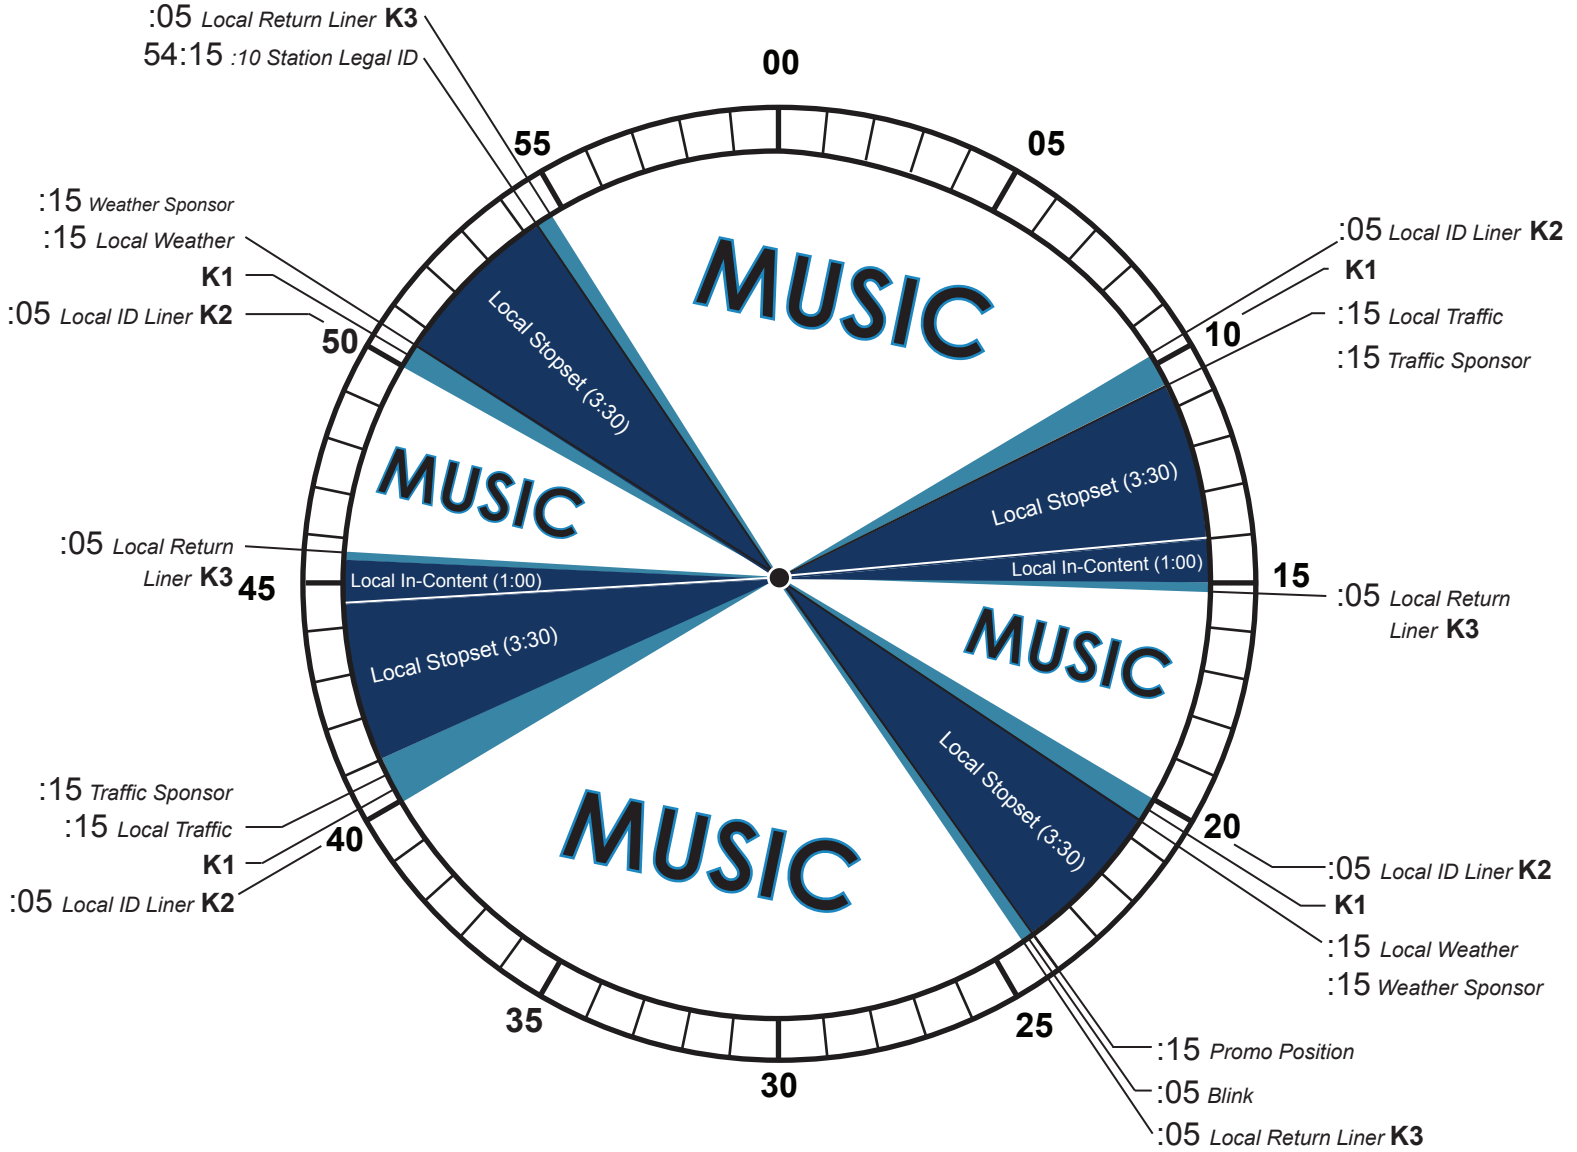 :05 Local Return Liner K3
54:15 :10 Station Legal ID
00
55
05
:15 Weather Sponsor
:15 Local Weather
K1
:05 Local ID Liner K2
50
:05 Local ID Liner K2
K1
10
:15 Local Traffic
:15 Traffic Sponsor
MUSIC
Local Stopset (3:30)
Local Stopset (3:30)
MUSIC
:05 Local Return
Liner K3
45
Local In-Content (1:00)
Local Stopset (3:30)
Local In-Content (1:00)
15
:05 Local Return
Liner K3
MUSIC
Local Stopset (3:30)
:15 Traffic Sponsor
:15 Local Traffic
K1
:05 Local ID Liner K2
40
MUSIC
20
:05 Local ID Liner K2
K1
:15 Local Weather
:15 Weather Sponsor
35
25
30
:15 Promo Position
:05 Blink
:05 Local Return Liner K3